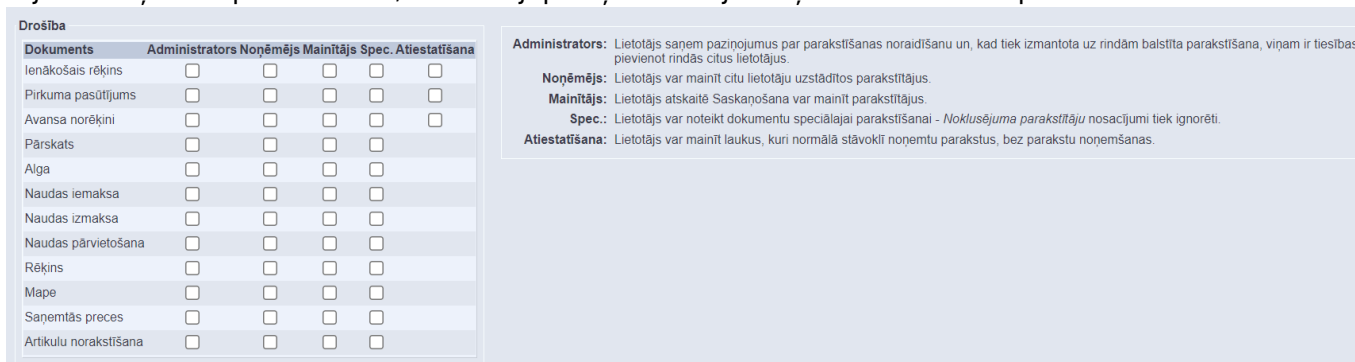 Drošība
Dokuments Administrators Noņēmējs Mainītājs Spec. Atiestatīšana
Ienākošais rēķins
Pirkuma pasūtījums
Avansa norēķini
Pārskats
Alga
Naudas iemaksa
Naudas izmaksa
Naudas pārvietošana
Rēķins
Mape
Saņemtās preces
Artikulu norakstīšana
Administrators: Lietotājs saņem paziņojumus par parakstīšanas noraidīšanu un, kad tiek izmantota uz rindām balstīta parakstīšana, viņam ir tiesības
pievienot rindās citus lietotājus.
Noņēmējs: Lietotājs var mainīt citu lietotāju uzstādītos parakstītājus.
Mainītājs: Lietotājs atskaitē Saskaņošana var mainīt parakstītājus.
Spec.: Lietotājs var noteikt dokumentu speciālajai parakstīšanai - Noklusējuma parakstītāju nosacījumi tiek ignorēti.
Atiestatīšana: Lietotājs var mainīt laukus, kuri normālā stāvoklī noņemtu parakstus, bez parakstu noņemšanas.